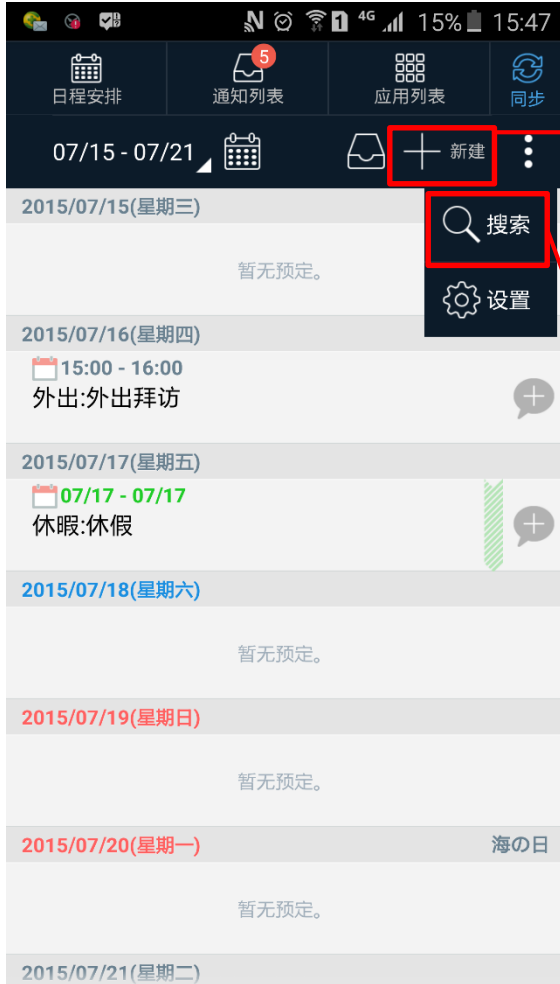 1 4G 15% 15:47
5
日程安排 通知列表 应用列表 同步
07/15 - 07/21 新建
2015/07/15(星期三)
搜索
暂无预定。
设置
2015/07/16(星期四)
15:00 - 16:00
外出:外出拜访
2015/07/17(星期五)
07/17 - 07/17
休暇:休假
2015/07/18(星期六)
暂无预定。
2015/07/19(星期日)
暂无预定。
2015/07/20(星期一) 海の日
暂无预定。
2015/07/21(星期二)